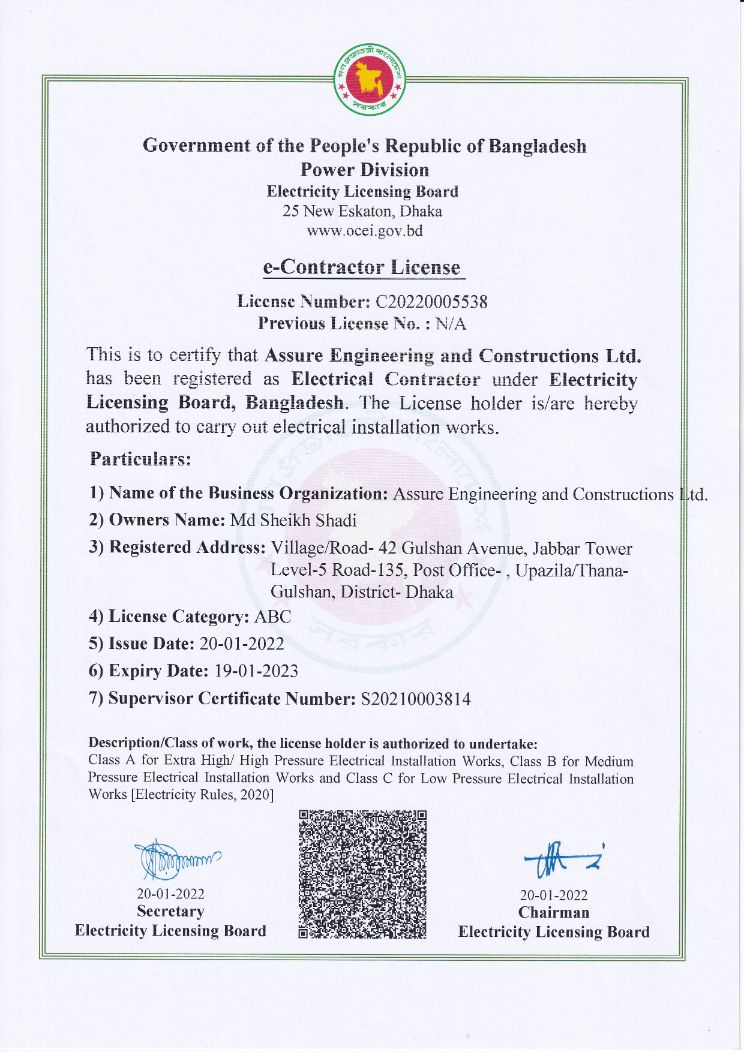 গণপ্রজাতন্ত্রী বাংলাদেশ
সরকার
Government of the People's Republic of Bangladesh
Power Division
Electricity Licensing Board
25 New Eskaton, Dhaka
www.ocei.gov.bd
e-Contractor License
License Number: C20220005538
Previous License No. : N/A
This is to certify that Assure Engineering and Constructions Ltd.
has been registered as Electrical Contractor under Electricity
Licensing Board, Bangladesh. The License holder is/are hereby
authorized to carry out electrical installation works.
Particulars:
1) Name of the Business Organization: Assure Engineering and Constructions Ltd.
2) Owners Name: Md Sheikh Shadi
3) Registered Address: Village/Road- 42 Gulshan Avenue, Jabbar Tower
Level-5 Road-135, Post Office- , Upazila/Thana-
Gulshan, District- Dhaka
4) License Category: ABC
5) Issue Date: 20-01-2022
6) Expiry Date: 19-01-2023
7) Supervisor Certificate Number: S20210003814
Description/Class of work, the license holder is authorized to undertake:
Class A for Extra High/ High Pressure Electrical Installation Works, Class B for Medium
Pressure Electrical Installation Works and Class C for Low Pressure Electrical Installation
Works [Electricity Rules, 2020]
20-01-2022
Secretary
Electricity Licensing Board
20-01-2022
Chairman
Electricity Licensing Board